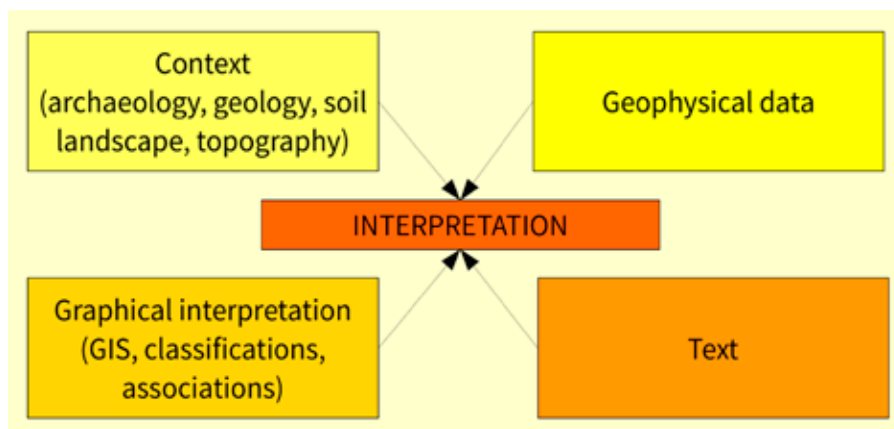 Context
(archaeology, geology, soil
landscape, topography)
Geophysical data
INTERPRETATION
Graphical interpretation
(GIS, classifications,
associations)
Text